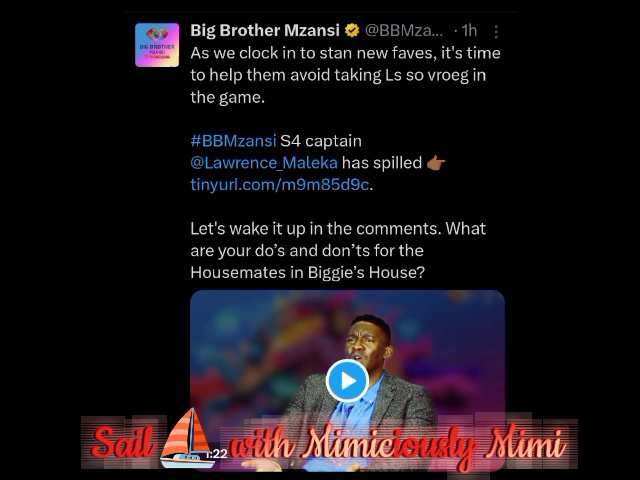 Big Brother Mzansi @BBMza... · 1h
As we clock in to stan new faves, it's time
to help them avoid taking Ls so vroeg in
the game.
#BBMzansi S4 captain
@Lawrence_Maleka has spilled 👉🏾
tinyurl.com/m9m85d9c.
Let's wake it up in the comments. What
are your do’s and don’ts for the
Housemates in Biggie’s House?
1:22
Sail with Mimiciously Mimi